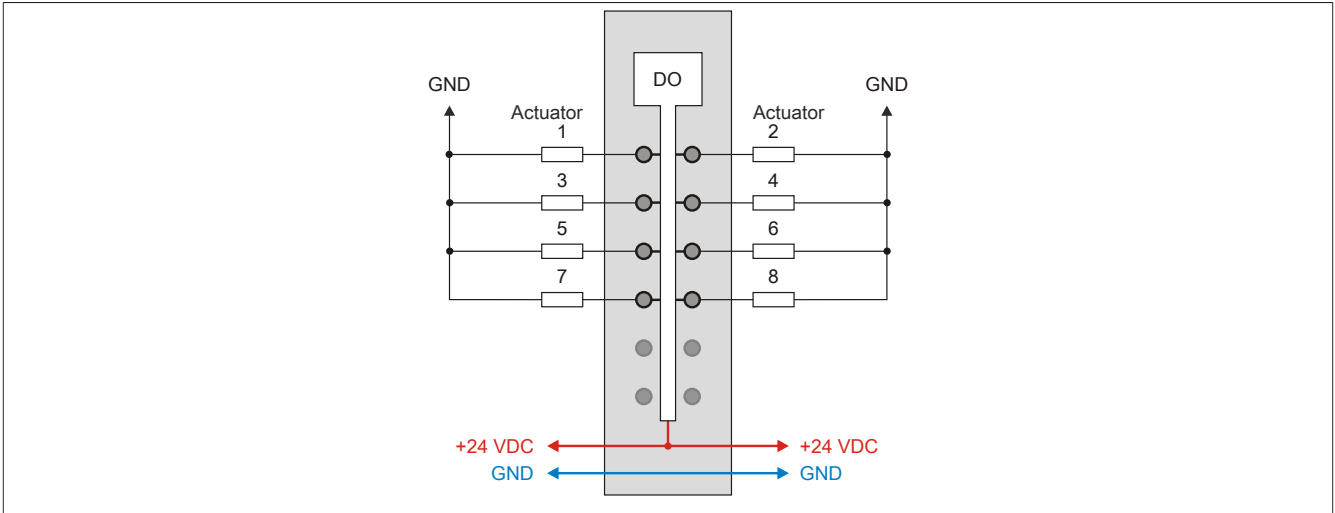 DO
GND
GND
Actuator
Actuator
1
2
3
4
5
6
7
8
+24 VDC
+24 VDC
GND
GND